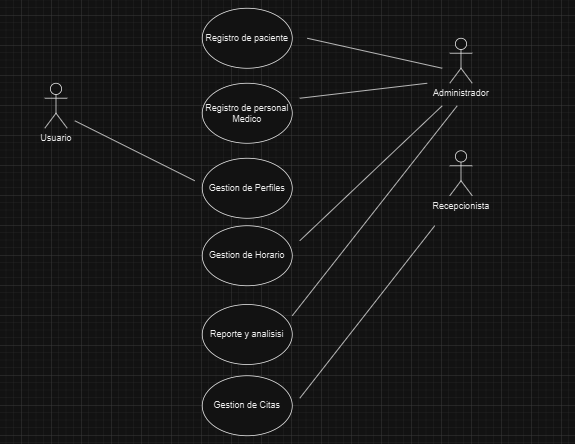 Registro de paciente
Administrador
Registro de personal
Medico
Usuario
Gestion de Perfiles
Recepcionista
Gestion de Horario
Reporte y analisisi
Gestion de Citas